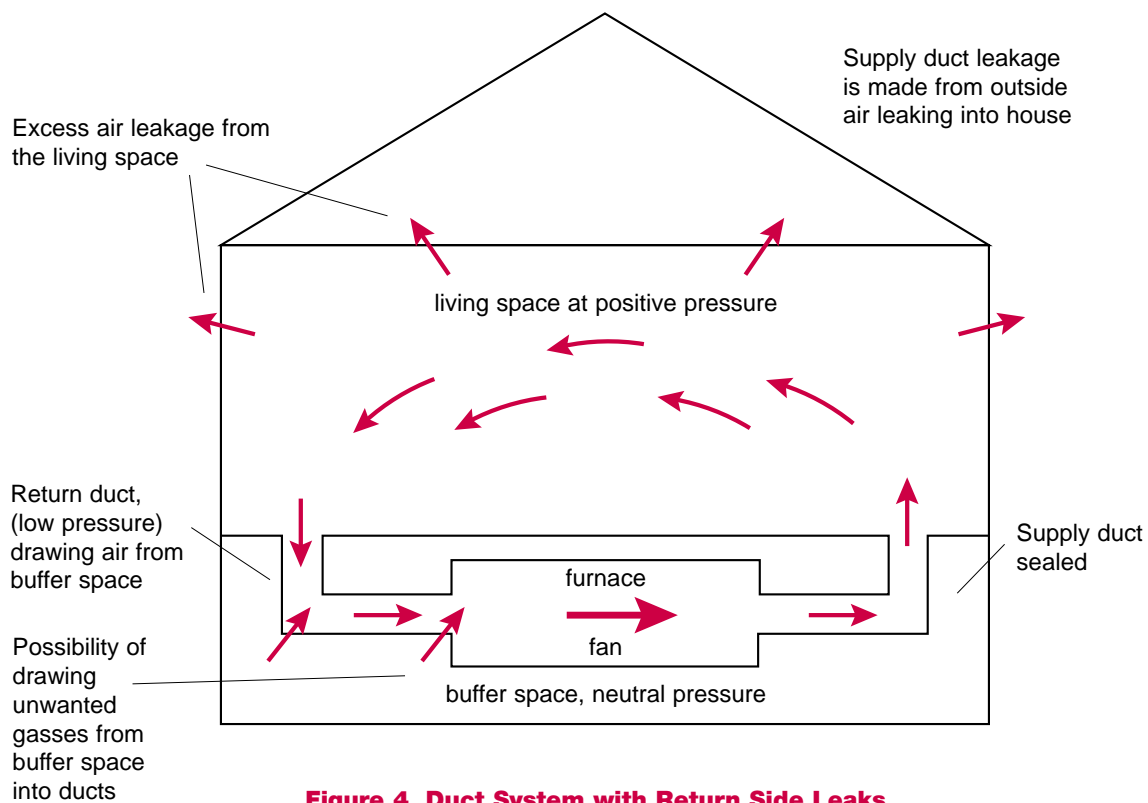 Supply duct leakage
is made from outside
air leaking into house
Excess air leakage from
the living space
living space at positive pressure
Return duct,
(low pressure)
drawing air from
buffer space
Supply duct
sealed
furnace
fan
Possibility of
drawing
unwanted
gasses from
buffer space
into ducts
buffer space, neutral pressure
Figure 4. Duct System with Return Side Leaks